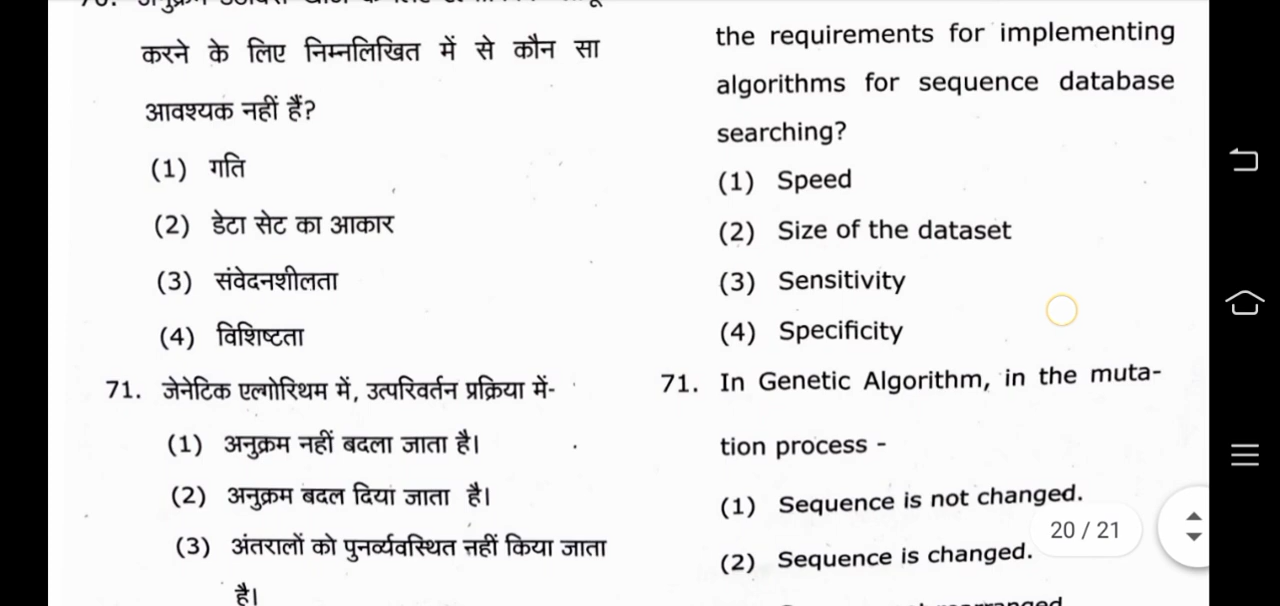 करने के लिए निम्नलिखित में से कौन सा
आवश्यक नहीं हैं?
(1) गति
(2) डेटा सेट का आकार
(3) संवेदनशीलता
(4) विशिष्टता
71. जेनेटिक एल्गोरिथम में, उत्परिवर्तन प्रक्रिया में-
(1) अनुक्रम नहीं बदला जाता है।
(2) अनुक्रम बदल दिया जाता है।
(3) अंतरालों को पुनर्व्यवस्थित नहीं किया जाता
है।
the requirements for implementing
algorithms for sequence database
searching?
(1) Speed
(2) Size of the dataset
(3) Sensitivity
(4) Specificity
71. In Genetic Algorithm, in the muta-
tion process -
(1) Sequence is not changed.
(2) Sequence is changed.
20 / 21